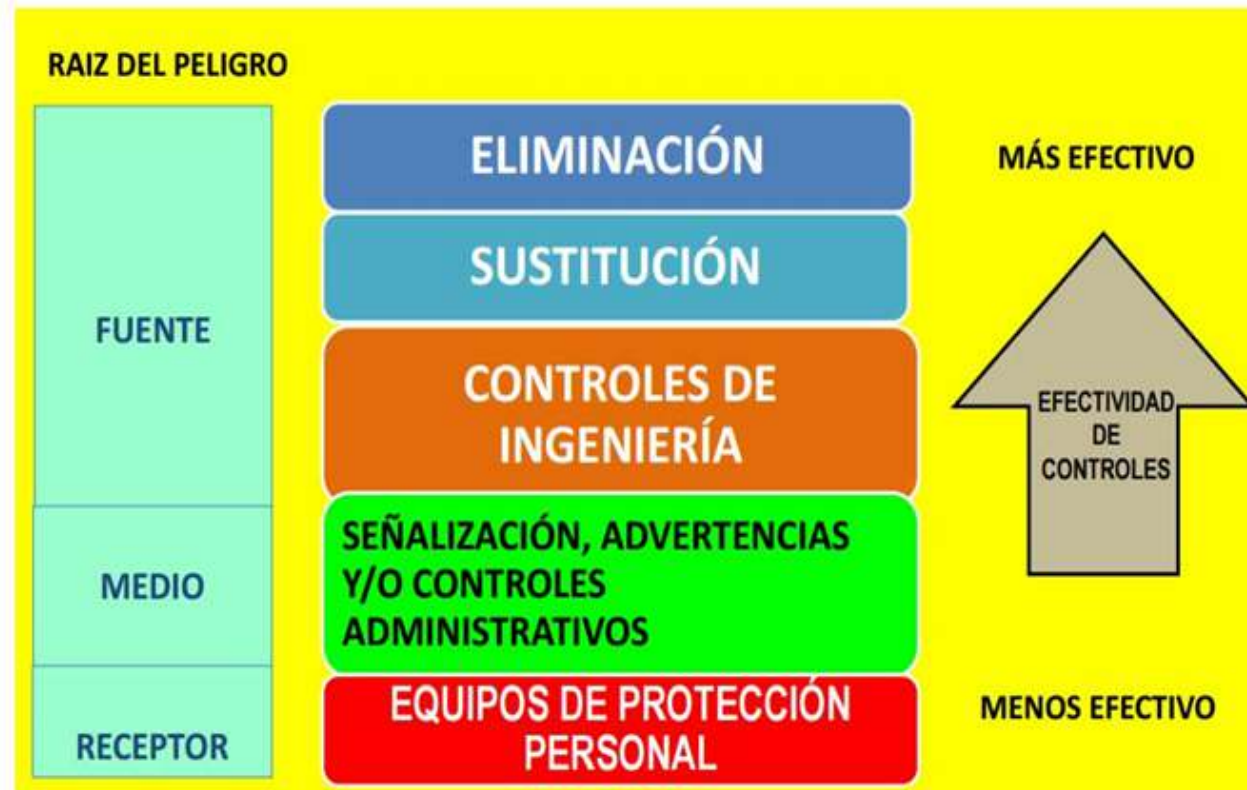 RAIZ DEL PELIGRO
FUENTE
MEDIO
RECEPTOR
ELIMINACIÓN
SUSTITUCIÓN
CONTROLES DE
INGENIERÍA
SEÑALIZACIÓN, ADVERTENCIAS
Y/O CONTROLES
ADMINISTRATIVOS
EQUIPOS DE PROTECCIÓN
PERSONAL
MÁS EFECTIVO
EFECTIVIDAD
DE
CONTROLES
MENOS EFECTIVO